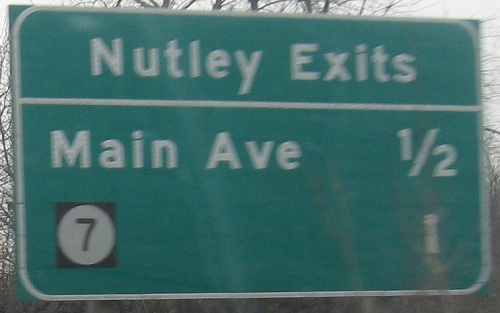 Nutley Exits
Main Ave 1/2
7 1